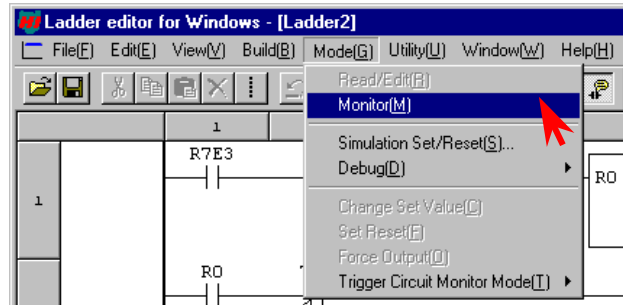 Ladder editor for Windows - [Ladder2]
File(F) Edit(E) View(V) Build(B) Mode(G) Utility(U) Window(W) Help(H)
Read/Edit(R)
Monitor(M)
1
Simulation Set/Reset(S)...
R7E3
Debug(D)
R0
1
Change Set Value(C)
Set Reset(F)
Force Output(O)
R0
Trigger Circuit Monitor Mode(T)